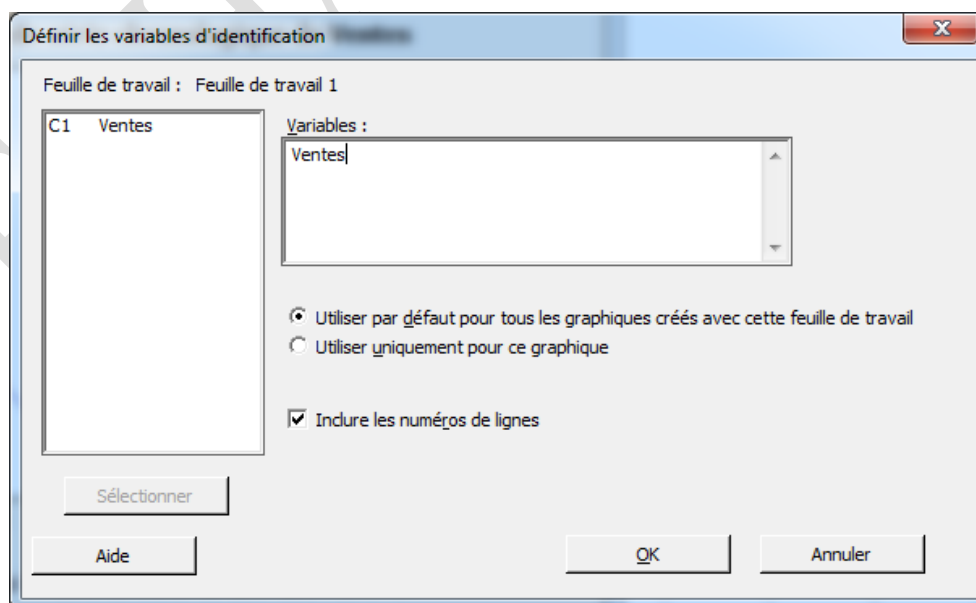 Définir les variables d'identification
Feuille de travail : Feuille de travail 1
C1 Ventes
Variables :
Ventes
Utiliser par défaut pour tous les graphiques créés avec cette feuille de travail
Utiliser uniquement pour ce graphique
Inclure les numéros de lignes
Sélectionner
Aide
OK
Annuler